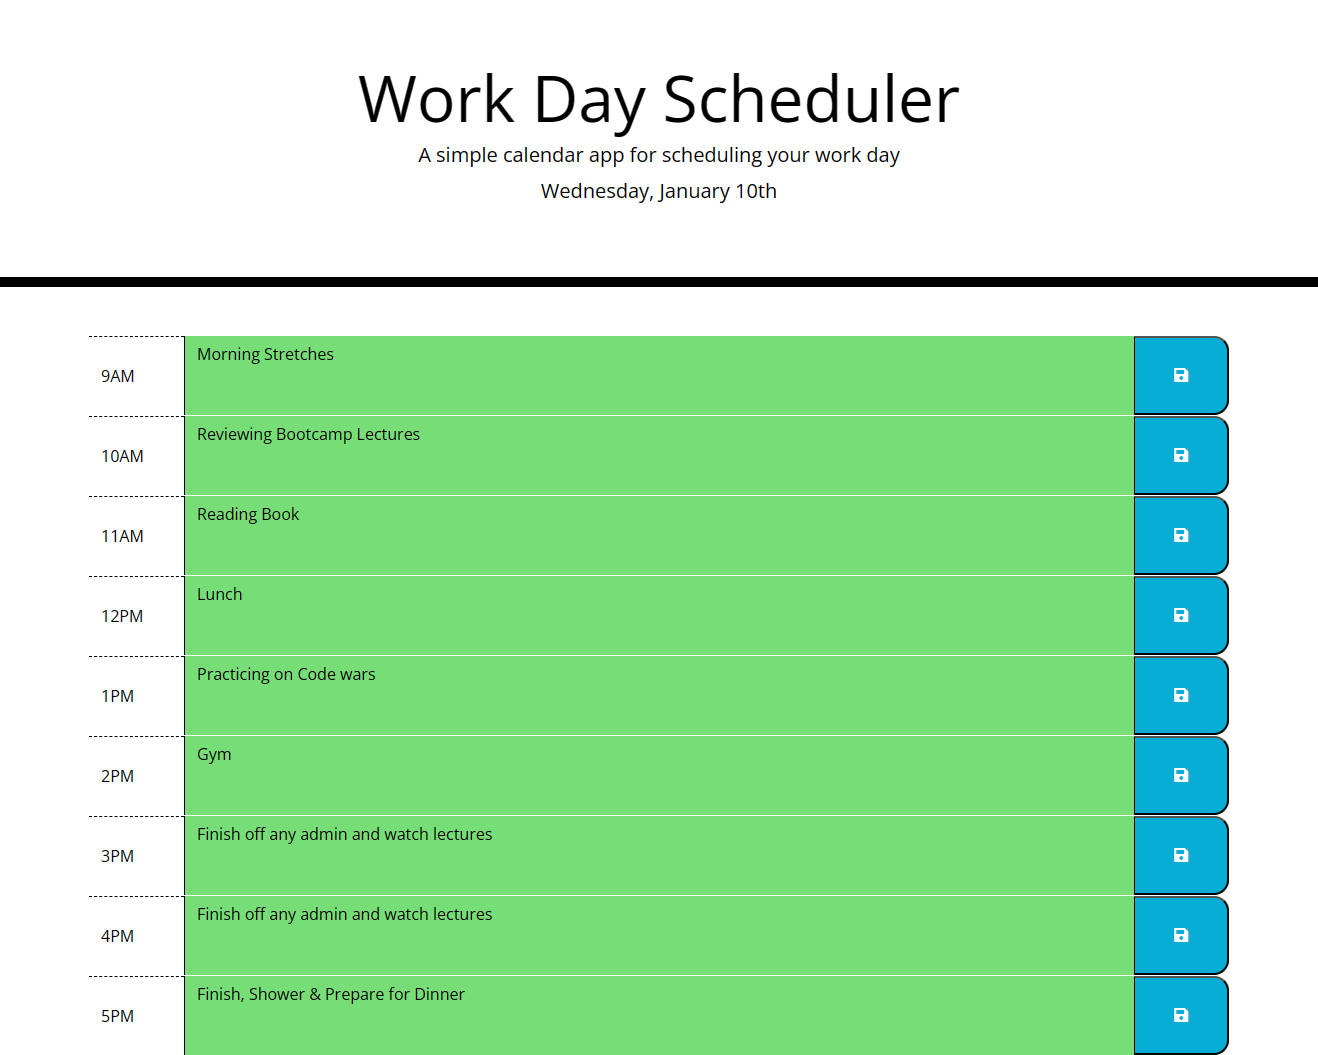 Work Day Scheduler
A simple calendar app for scheduling your work day
Wednesday, January 10th
9AM
Morning Stretches
10AM
Reviewing Bootcamp Lectures
11AM
Reading Book
12PM
Lunch
1PM
Practicing on Code wars
2PM
Gym
3PM
Finish off any admin and watch lectures
4PM
Finish off any admin and watch lectures
5PM
Finish, Shower & Prepare for Dinner